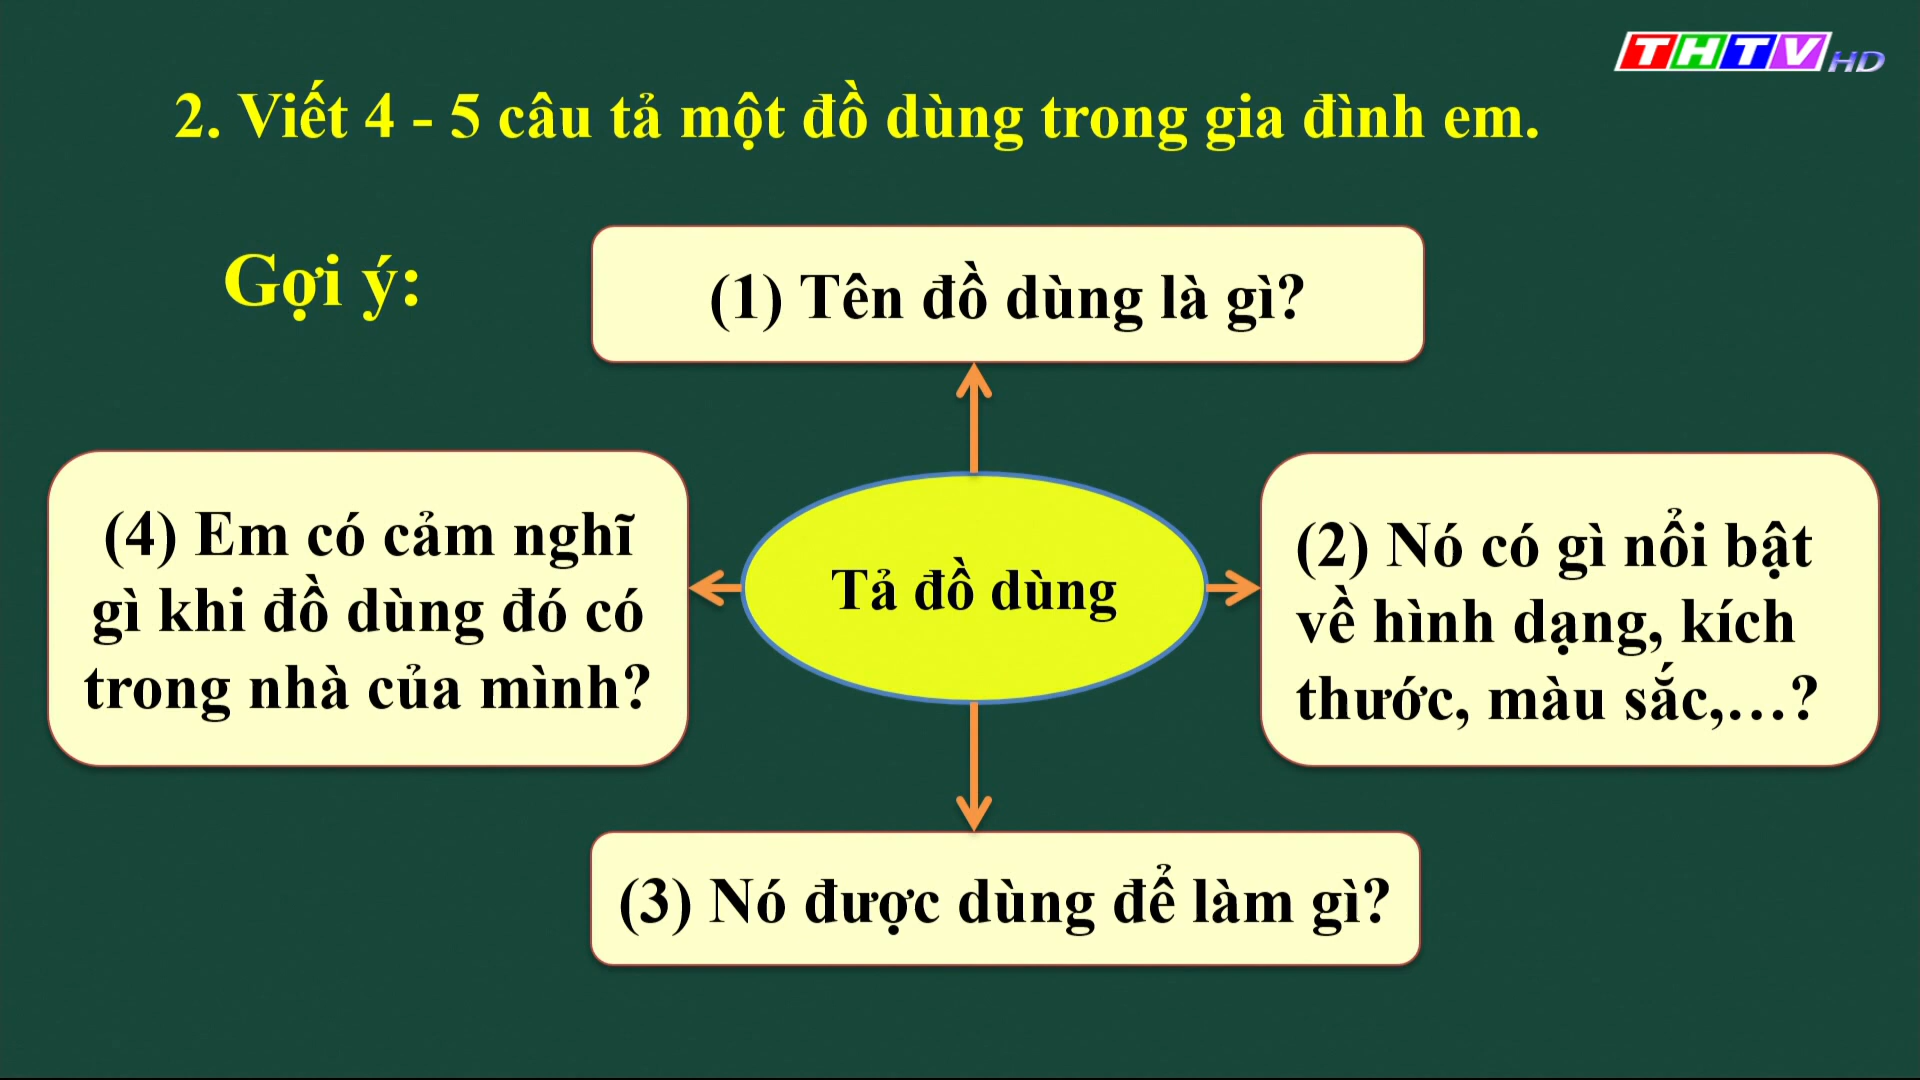 THTV HD
2. Viết 4 - 5 câu tả một đồ dùng trong gia đình em.
Gợi ý:
(1) Tên đồ dùng là gì?
(4) Em có cảm nghĩ
gì khi đồ dùng đó có
trong nhà của mình?
Tả đồ dùng
(2) Nó có gì nổi bật
về hình dạng, kích
thước, màu sắc,...?
(3) Nó được dùng để làm gì?